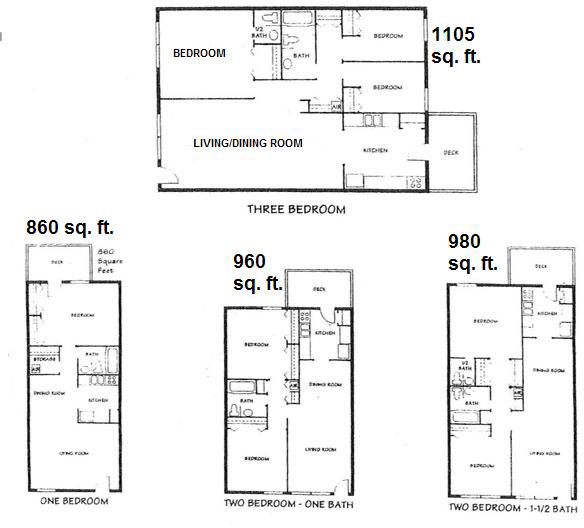 1/2
BATH
BEDROOM
BATH
BEDROOM
BEDROOM
1105
sq. ft.
AIR
LIVING/DINING ROOM
KITCHEN
DECK
THREE BEDROOM
860 sq. ft.
DECK
860
Square
Feet
BEDROOM
STORAGE
AIR
BATH
DINING ROOM
KITCHEN
LIVING ROOM
ONE BEDROOM
960
sq. ft.
DECK
KITCHEN
BEDROOM
DINING ROOM
AIR
BATH
LIVING ROOM
BEDROOM
TWO BEDROOM - ONE BATH
980
sq. ft.
DECK
KITCHEN
BEDROOM
1/2
BATH
DINING ROOM
BATH
LIVING ROOM
BEDROOM
TWO BEDROOM - 1-1/2 BATH